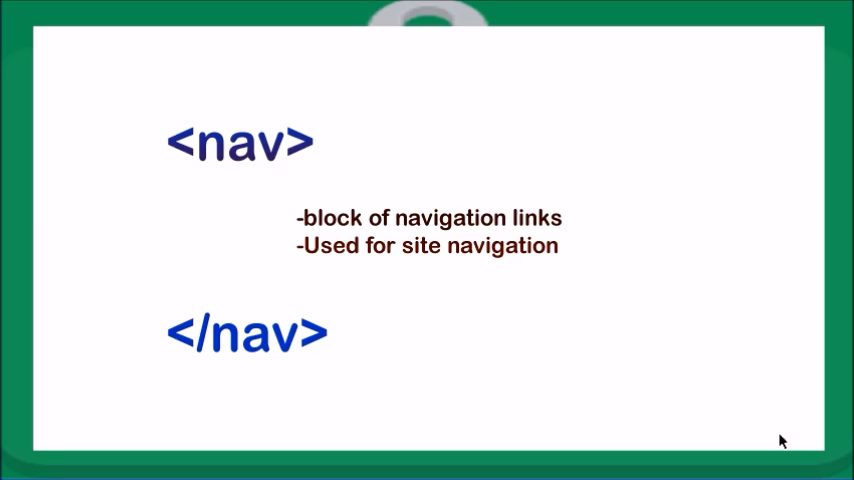 <nav>
-block of navigation links
-Used for site navigation
</nav>